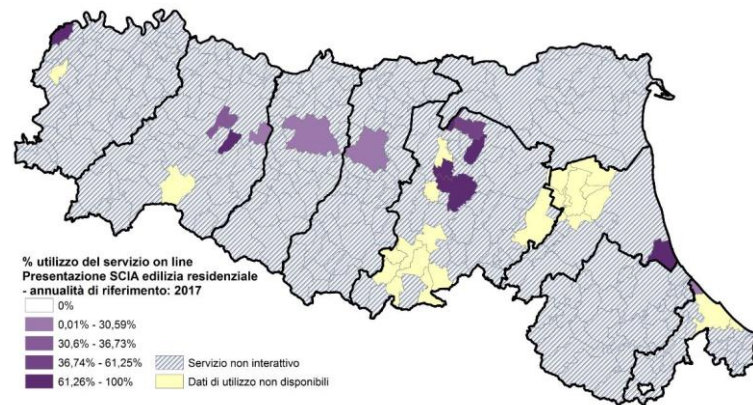 % utilizzo del servizio on line
Presentazione SCIA edilizia residenziale
- annualità di riferimento: 2017
0%
0,01% - 30,59%
30,6% - 36,73%
36,74% - 61,25%
61,26% - 100%
Servizio non interattivo
Dati di utilizzo non disponibili